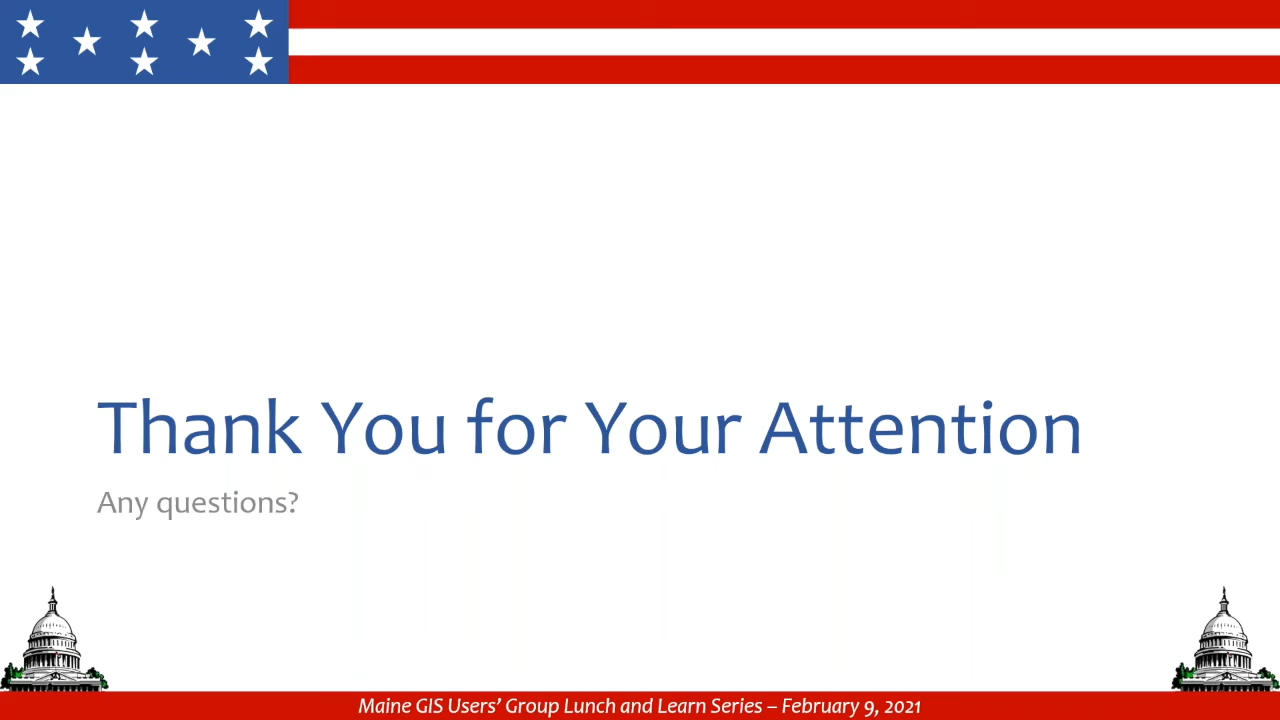 Thank You for Your Attention
Any questions?
Maine GIS Users’ Group Lunch and Learn Series – February 9, 2021